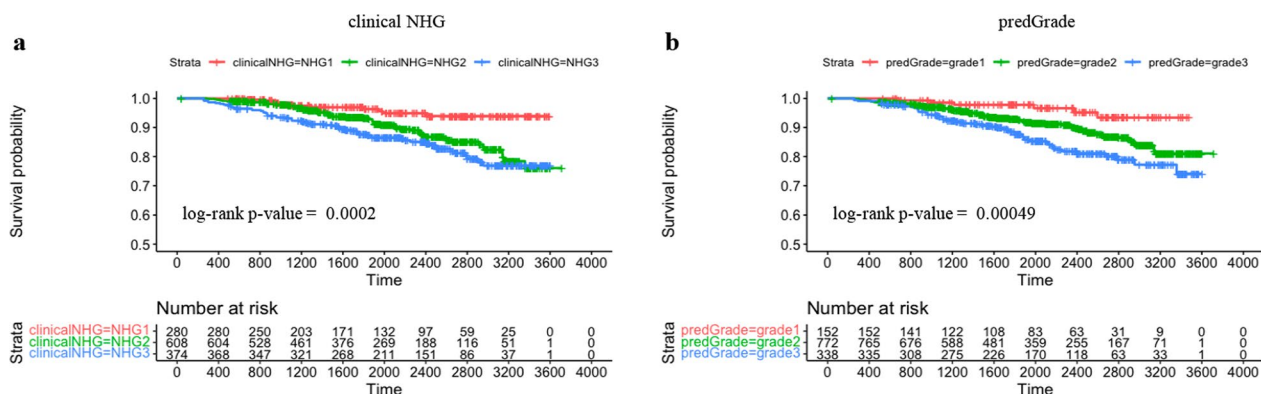 clinical NHG
a
Strata clinicalNHG=NHG1 clinicalNHG=NHG2 clinicalNHG=NHG3
Survival probability
1.0
0.9
0.8
0.7
0.6
0.5
log-rank p-value = 0.0002
0 400 800 1200 1600 2000 2400 2800 3200 3600 4000
Time
Number at risk
Strata
clinicalNHG=NHG1 280 280 250 203 171 132 97 59 25 0 0
clinicalNHG=NHG2 608 604 528 461 376 269 188 116 51 1 0
clinicalNHG=NHG3 374 368 347 321 268 211 151 86 37 1 0
0 400 800 1200 1600 2000 2400 2800 3200 3600 4000
Time
predGrade
b
Strata predGrade=grade1 predGrade=grade2 predGrade=grade3
Survival probability
1.0
0.9
0.8
0.7
0.6
0.5
log-rank p-value = 0.00049
0 400 800 1200 1600 2000 2400 2800 3200 3600 4000
Time
Number at risk
Strata
predGrade=grade1 152 152 141 122 108 83 63 31 9 0 0
predGrade=grade2 772 765 676 588 481 359 255 167 71 1 0
predGrade=grade3 338 335 308 275 226 170 118 63 33 1 0
0 400 800 1200 1600 2000 2400 2800 3200 3600 4000
Time